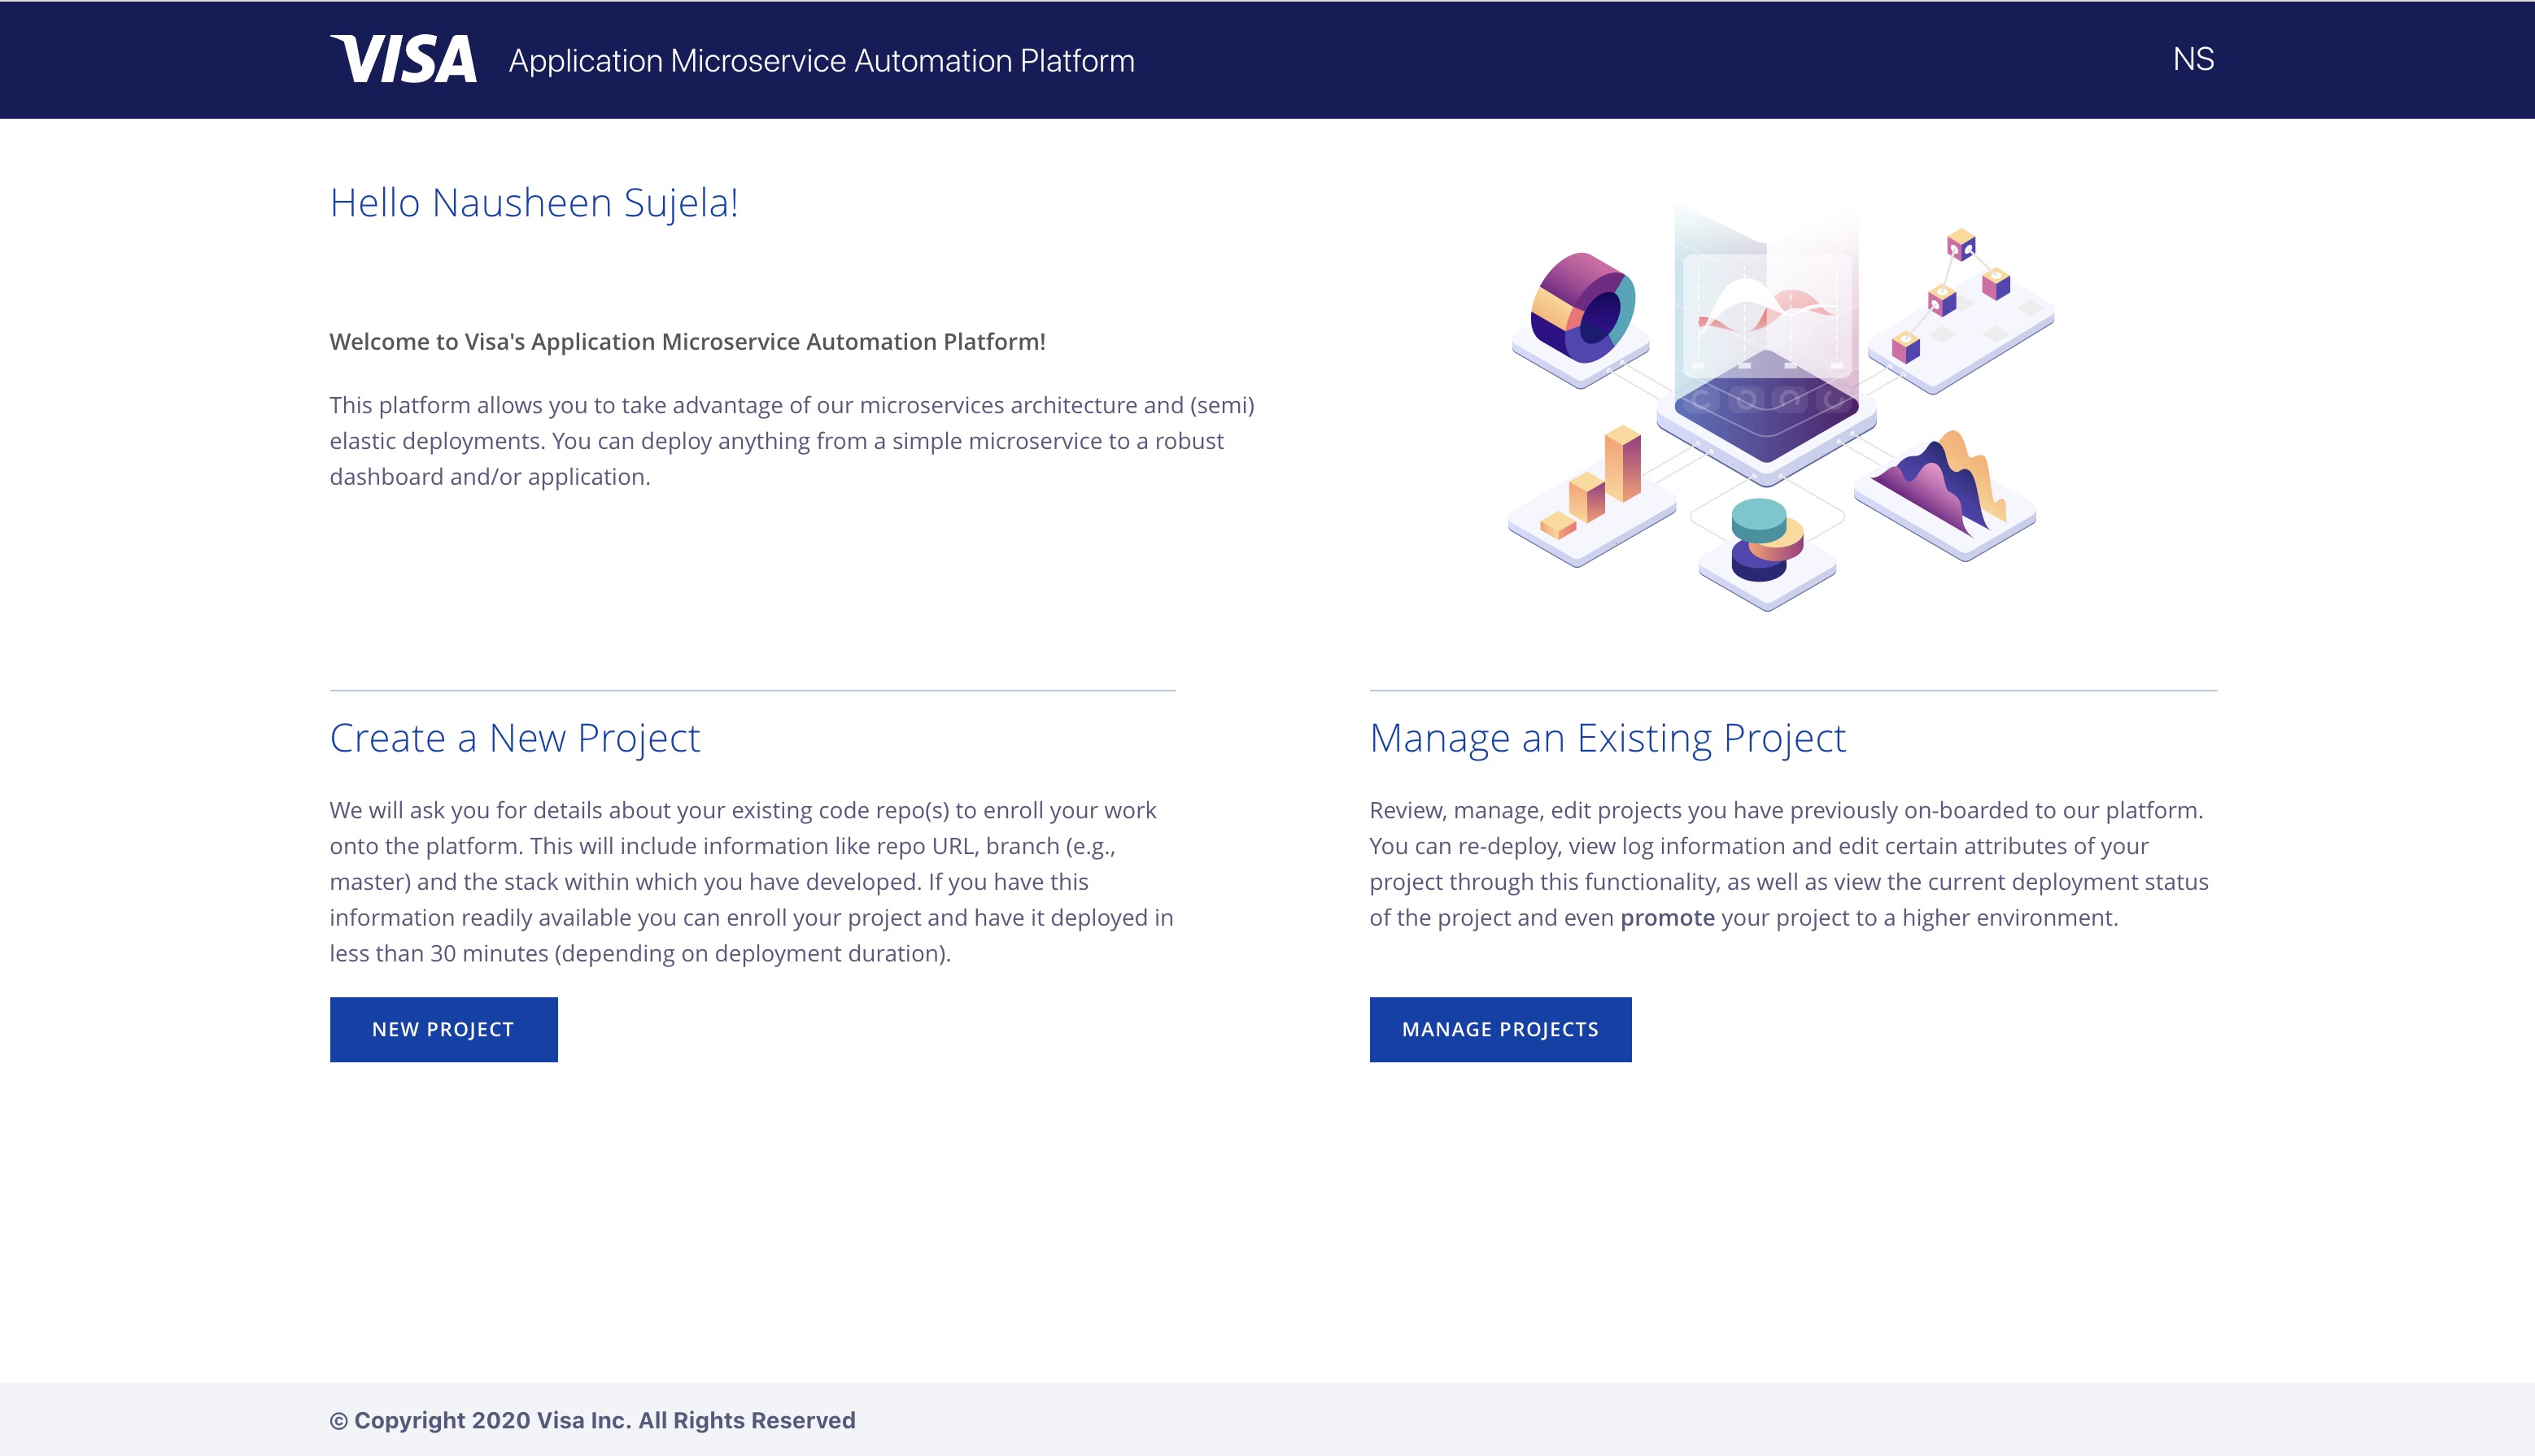 VISA Application Microservice Automation Platform
NS
Hello Nausheen Sujela!
Welcome to Visa's Application Microservice Automation Platform!
This platform allows you to take advantage of our microservices architecture and (semi)
elastic deployments. You can deploy anything from a simple microservice to a robust
dashboard and/or application.
Create a New Project
We will ask you for details about your existing code repo(s) to enroll your work
onto the platform. This will include information like repo URL, branch (e.g.,
master) and the stack within which you have developed. If you have this
information readily available you can enroll your project and have it deployed in
less than 30 minutes (depending on deployment duration).
NEW PROJECT
Manage an Existing Project
Review, manage, edit projects you have previously on-boarded to our platform.
You can re-deploy, view log information and edit certain attributes of your
project through this functionality, as well as view the current deployment status
of the project and even promote your project to a higher environment.
MANAGE PROJECTS
© Copyright 2020 Visa Inc. All Rights Reserved